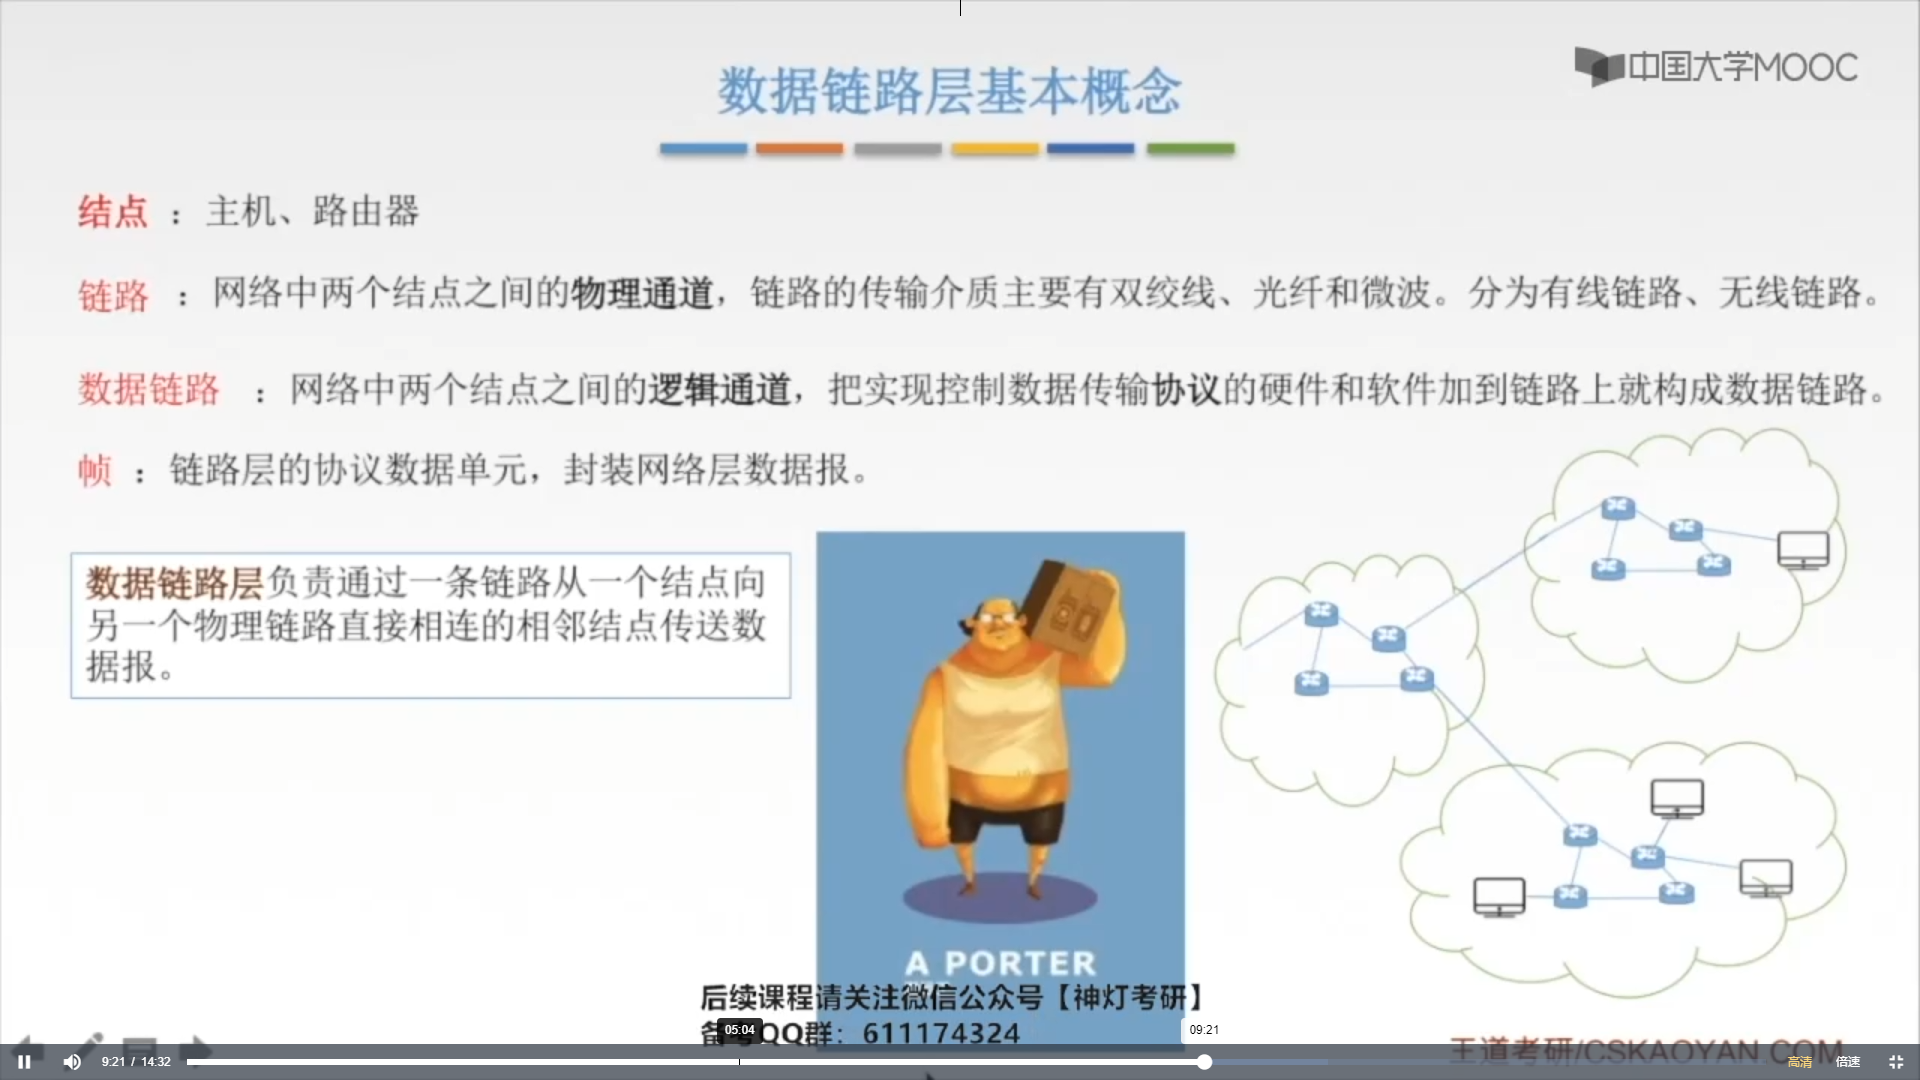 中国大学MOOC
数据链路层基本概念
结点 ：主机、路由器
链路 ：网络中两个结点之间的物理通道，链路的传输介质主要有双绞线、光纤和微波。分为有线链路、无线链路。
数据链路 ：网络中两个结点之间的逻辑通道，把实现控制数据传输协议的硬件和软件加到链路上就构成数据链路。
帧 ：链路层的协议数据单元，封装网络层数据报。
数据链路层负责通过一条链路从一个结点向
另一个物理链路直接相连的相邻结点传送数
据报。
A PORTER
后续课程请关注微信公众号【神灯考研】
QQ群：611174324
05:04
09:21
王道考研/CSKAOYAN.COM
9:21 / 14:32
高清
倍速